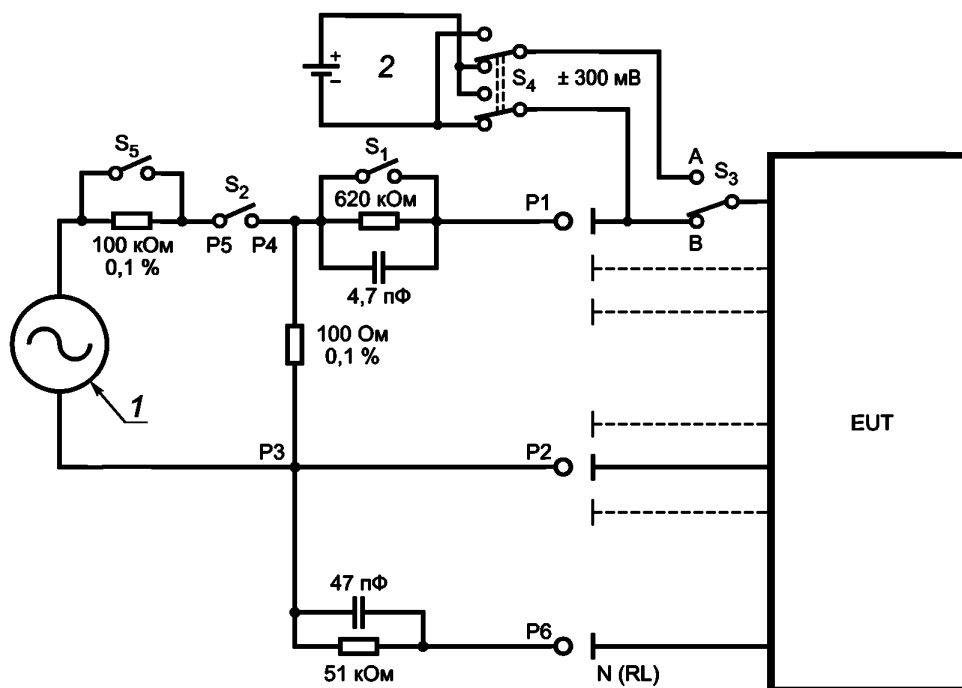 +
−
2
S4
± 300 мВ
S5
S2
S1
620 кОм
4,7 пФ
P1
A
S3
B
100 кОм
0,1 %
P5
P4
100 Ом
0,1 %
1
P3
P2
EUT
47 пФ
51 кОм
P6
N (RL)